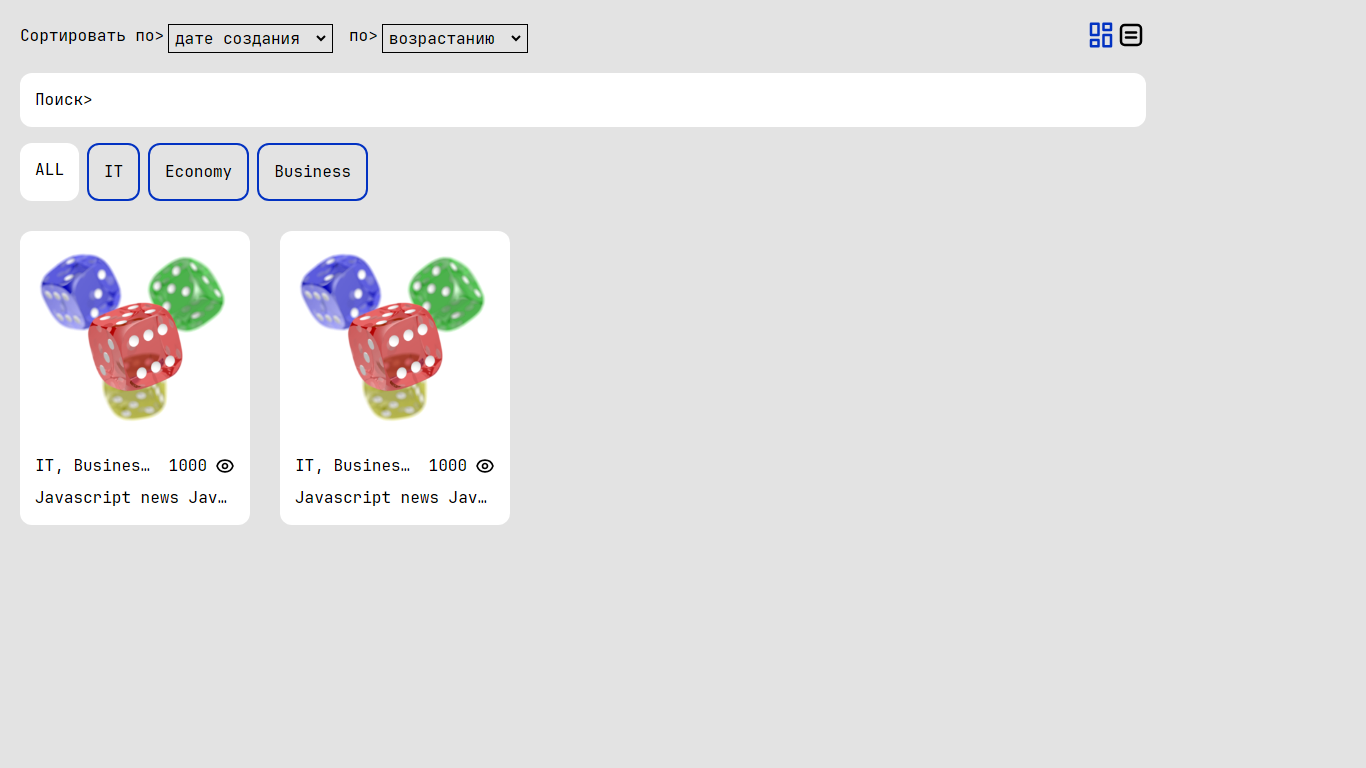 Сортировать по> дате создания по> возрастанию
Поиск>
ALL IT Economy Business
IT, Busines… 1000 IT, Busines… 1000
Javascript news Jav… Javascript news Jav…